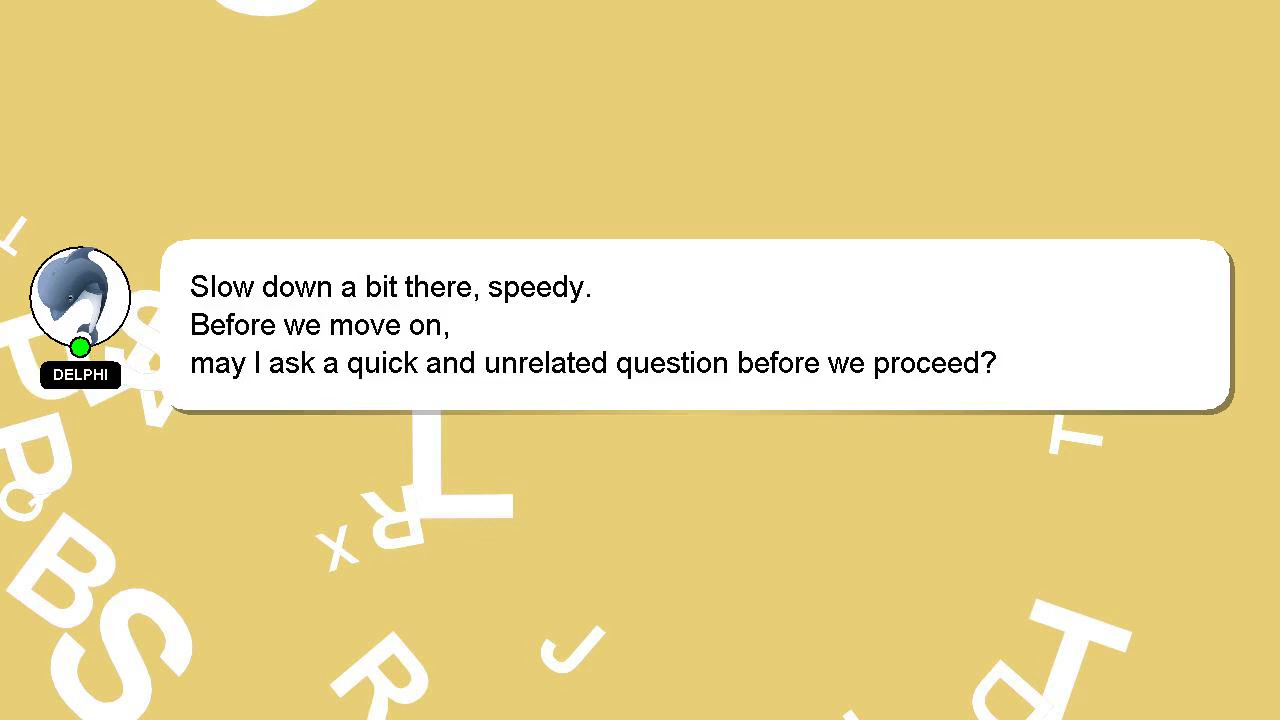 Slow down a bit there, speedy.
Before we move on,
may I ask a quick and unrelated question before we proceed?
DELPHI
T
S
P
Q
B
S
L
R
X
R
J
T
T
D